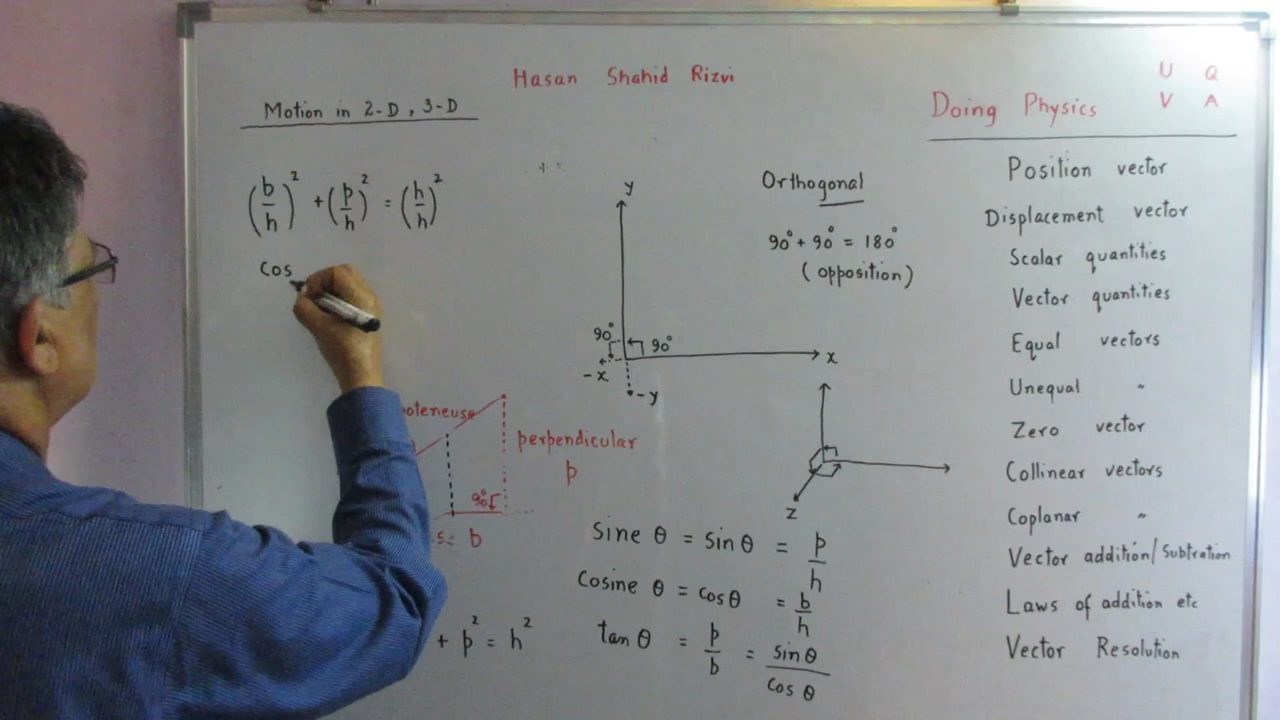 Hasan Shahid Rizvi
Motion in 2-D, 3-D
(b/h)² + (p/h)² = (h/h)²
cos
y
90°
90°
x
-x
-y
Orthogonal
90° + 90° = 180°
(opposition)
z
perpendicular
p
90°
b
+ p² = h²
Sine θ = sin θ = p/h
Cosine θ = cos θ = b/h
tan θ = p/b = sin θ / cos θ
U Q
V A
Doing Physics
Position vector
Displacement vector
Scalar quantities
Vector quantities
Equal vectors
Unequal "
Zero vector
Collinear vectors
Coplanar "
Vector addition/Subtration
Laws of addition etc
Vector Resolution